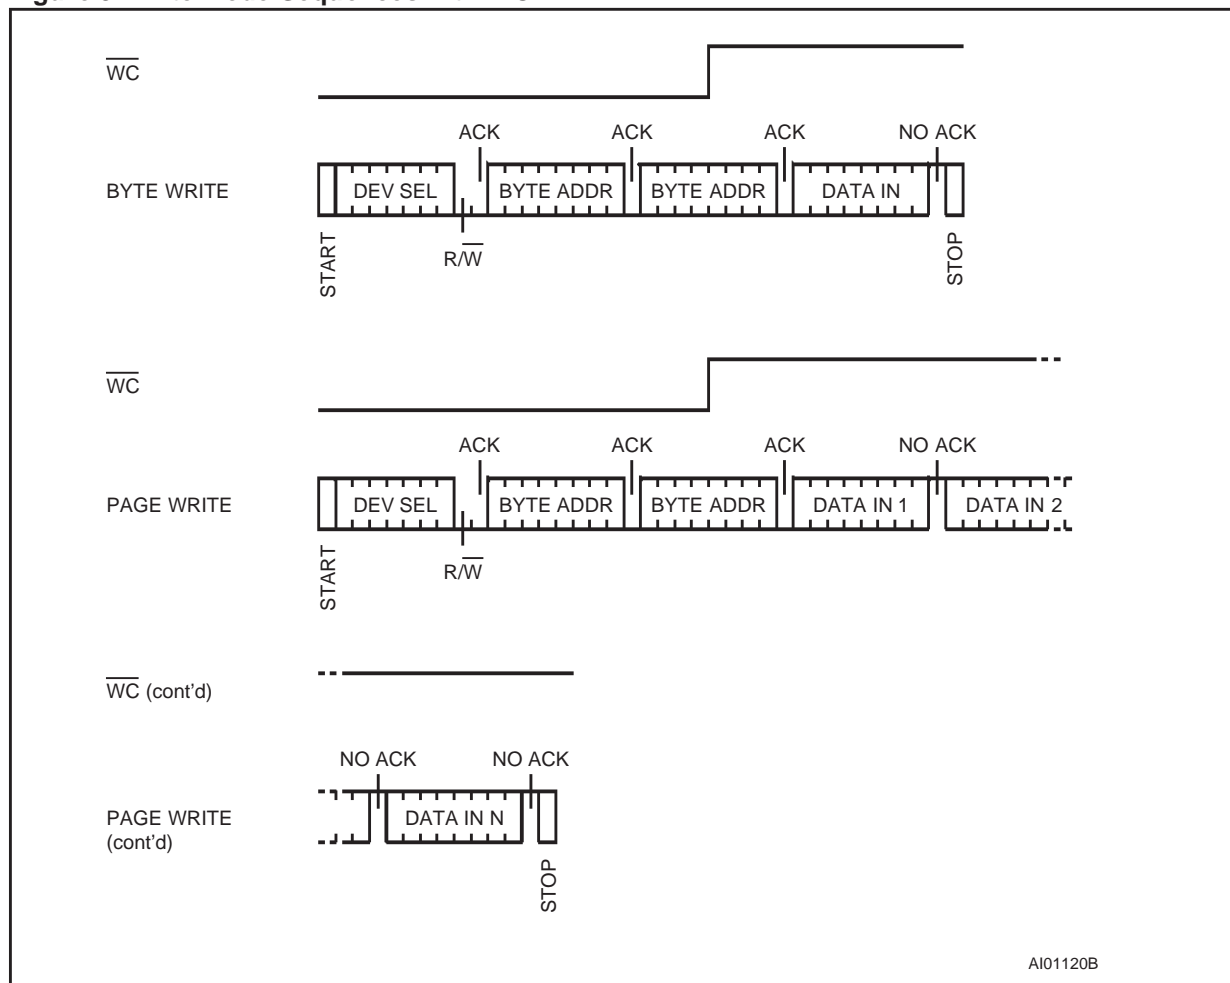 WC
ACK ACK ACK NO ACK
BYTE WRITE DEV SEL BYTE ADDR BYTE ADDR DATA IN
START R/W STOP
WC
ACK ACK ACK NO ACK
PAGE WRITE DEV SEL BYTE ADDR BYTE ADDR DATA IN 1 DATA IN 2
START R/W
WC (cont'd)
NO ACK NO ACK
PAGE WRITE DATA IN N
(cont'd)
STOP
AI01120B